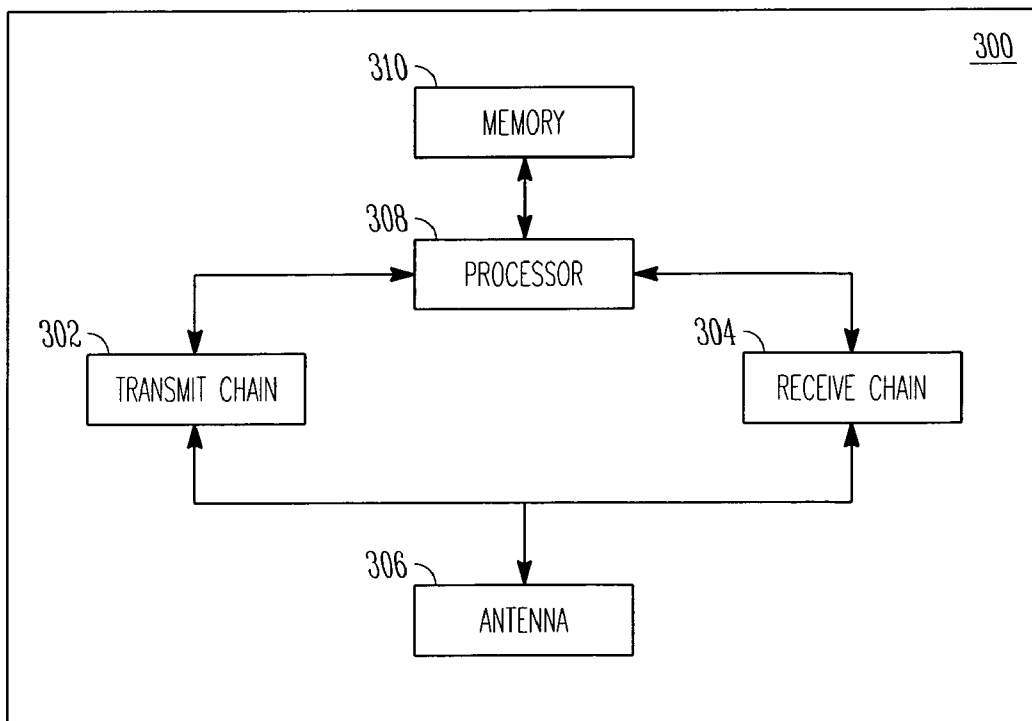 300
310
MEMORY
308
PROCESSOR
302
TRANSMIT CHAIN
304
RECEIVE CHAIN
306
ANTENNA